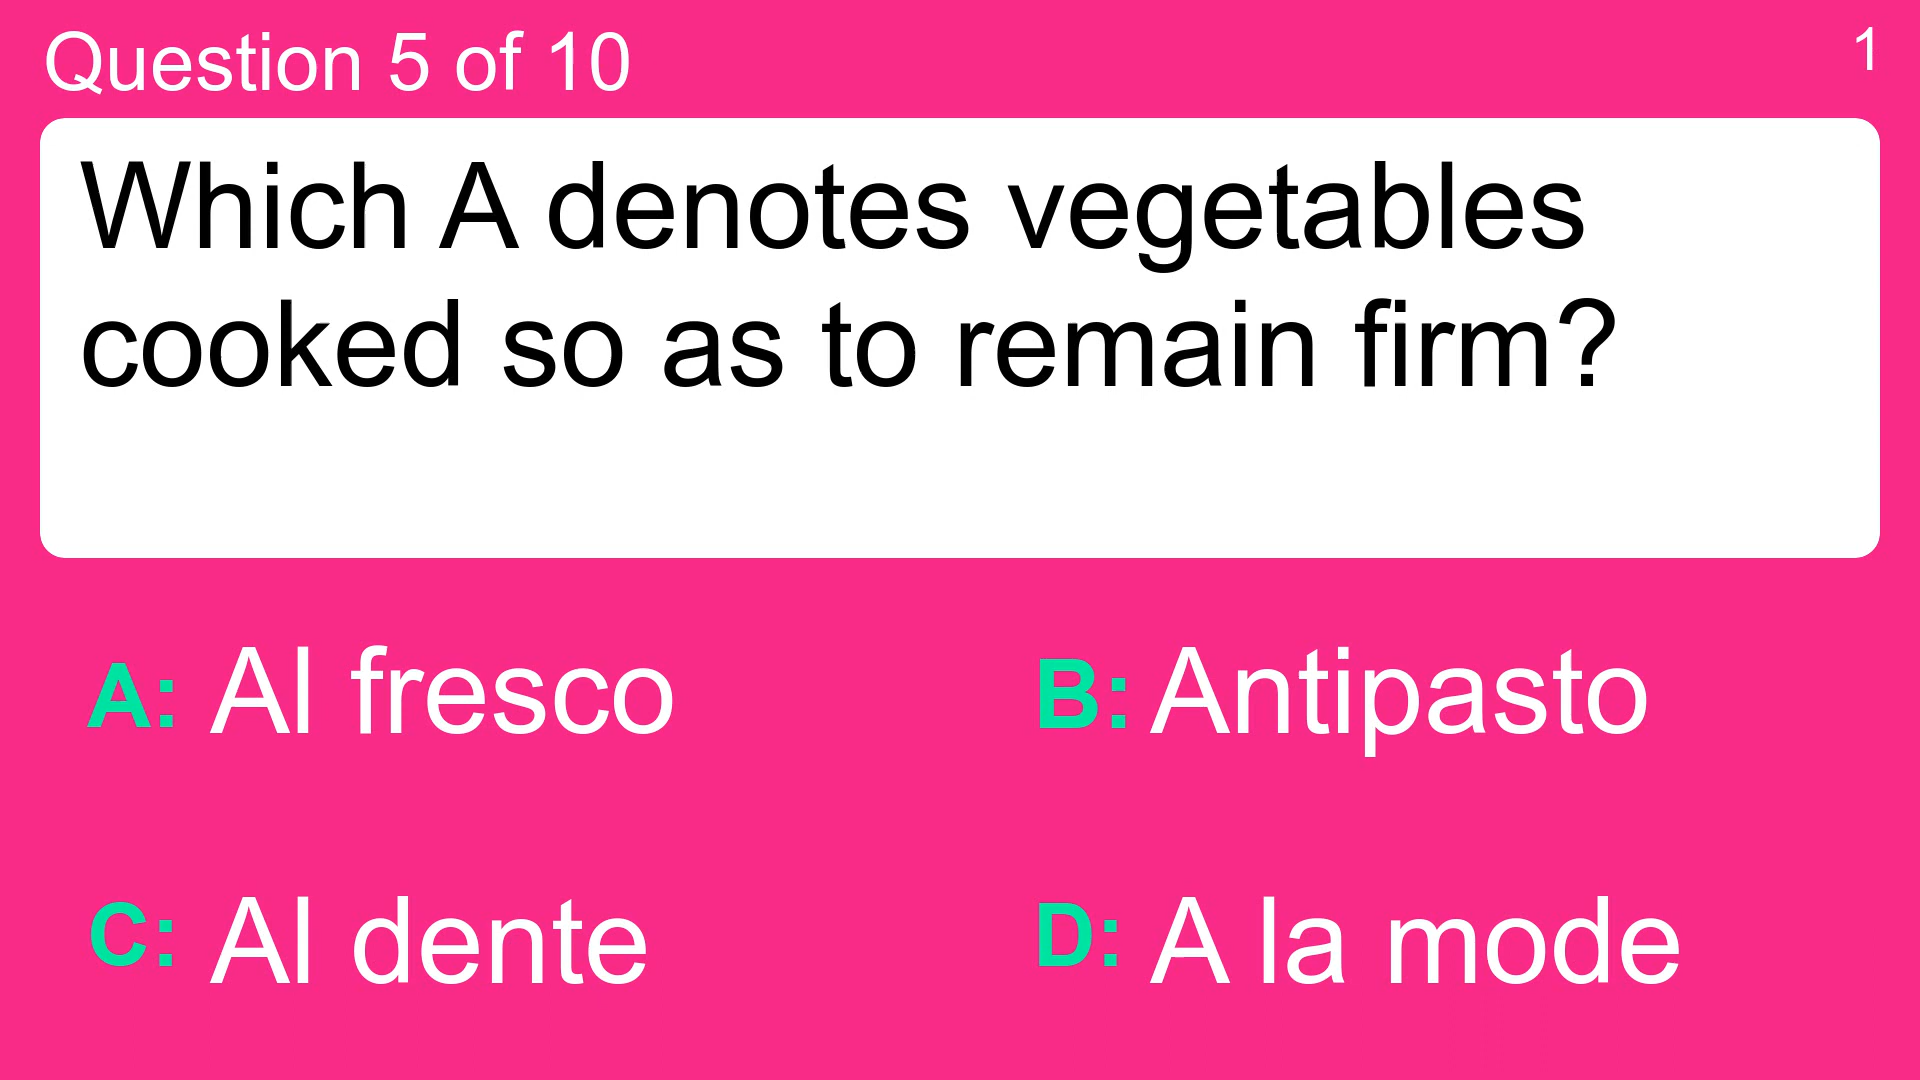 Question 5 of 10
1
Which A denotes vegetables
cooked so as to remain firm?
A: Al fresco
B: Antipasto
C: Al dente
D: A la mode